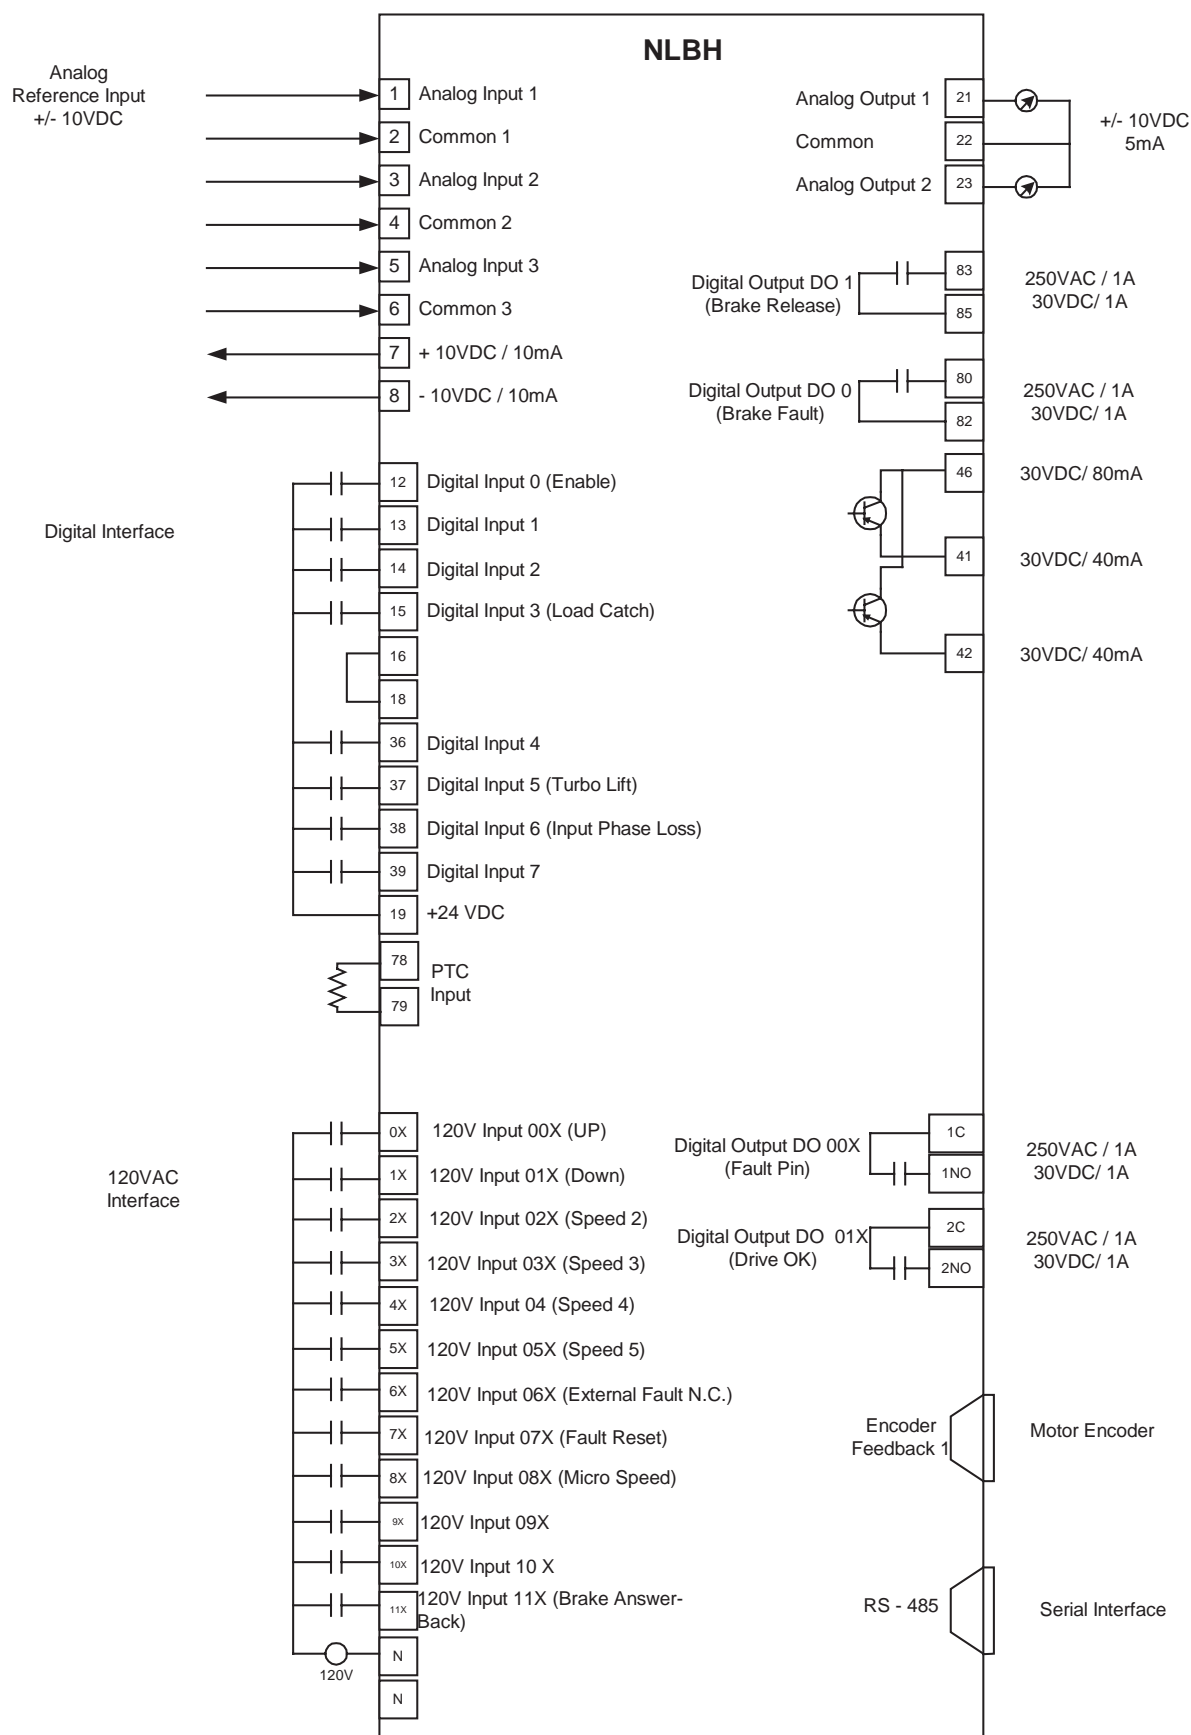 NLBH
Analog
Reference Input
+/- 10VDC
1 Analog Input 1
2 Common 1
3 Analog Input 2
4 Common 2
5 Analog Input 3
6 Common 3
7 + 10VDC / 10mA
8 - 10VDC / 10mA
Analog Output 1 21
Common 22
Analog Output 2 23
+/- 10VDC
5mA
Digital Output DO 1
(Brake Release)
83
85
250VAC / 1A
30VDC/ 1A
Digital Output DO 0
(Brake Fault)
80
82
250VAC / 1A
30VDC/ 1A
46 30VDC/ 80mA
41 30VDC/ 40mA
42 30VDC/ 40mA
Digital Interface
12 Digital Input 0 (Enable)
13 Digital Input 1
14 Digital Input 2
15 Digital Input 3 (Load Catch)
16
18
36 Digital Input 4
37 Digital Input 5 (Turbo Lift)
38 Digital Input 6 (Input Phase Loss)
39 Digital Input 7
19 +24 VDC
78
79
PTC
Input
120VAC
Interface
0X 120V Input 00X (UP)
1X 120V Input 01X (Down)
2X 120V Input 02X (Speed 2)
3X 120V Input 03X (Speed 3)
4X 120V Input 04 (Speed 4)
5X 120V Input 05X (Speed 5)
6X 120V Input 06X (External Fault N.C.)
7X 120V Input 07X (Fault Reset)
8X 120V Input 08X (Micro Speed)
9X 120V Input 09X
10X 120V Input 10 X
11X 120V Input 11X (Brake Answer-
Back)
120V
N
N
Digital Output DO 00X
(Fault Pin)
1C
1NO
250VAC / 1A
30VDC/ 1A
Digital Output DO 01X
(Drive OK)
2C
2NO
250VAC / 1A
30VDC/ 1A
Encoder
Feedback 1
Motor Encoder
RS - 485
Serial Interface